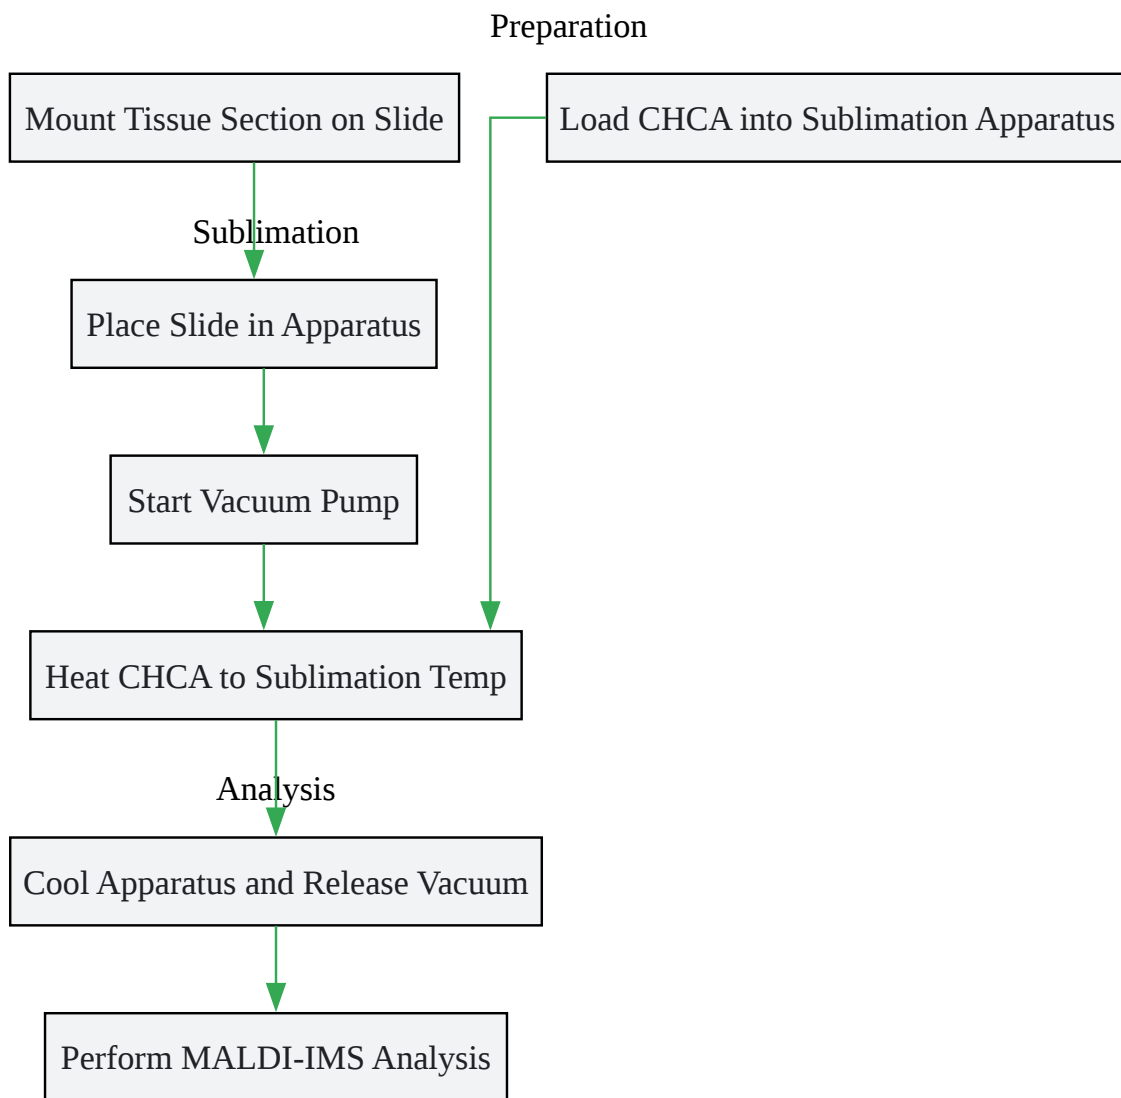 Preparation
Mount Tissue Section on Slide
Load CHCA into Sublimation Apparatus
Sublimation
Place Slide in Apparatus
Start Vacuum Pump
Heat CHCA to Sublimation Temp
Analysis
Cool Apparatus and Release Vacuum
Perform MALDI-IMS Analysis